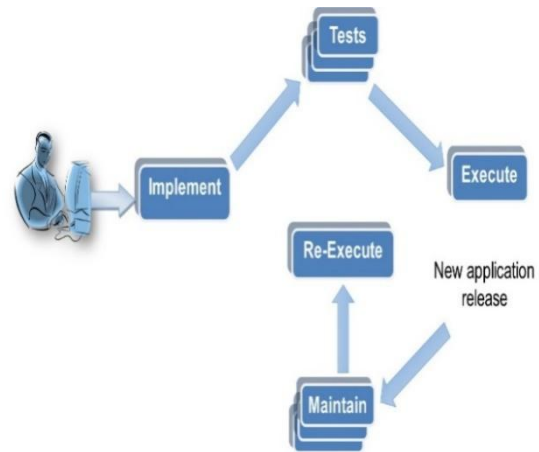 Tests
Implement
Execute
Re-Execute
New application
release
Maintain